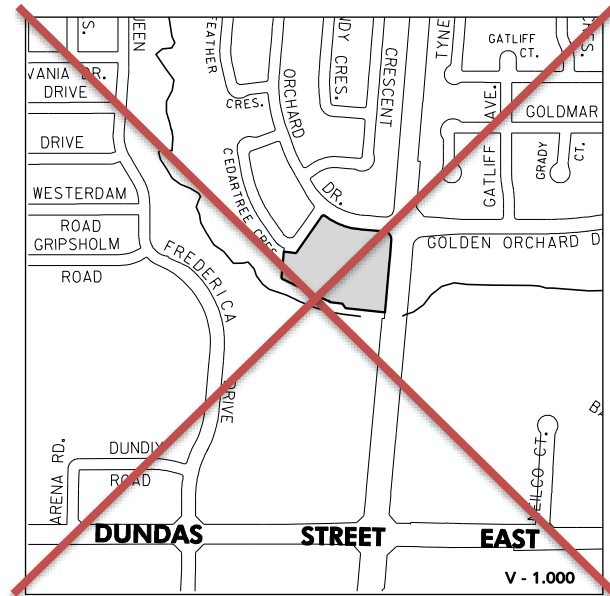 S.
UEEN
FEATHER
NDY CRES.
CRESCENT
TYNE
GATLIFF
CT.
ORCHARD
VANIA DR.
DRIVE
CRES.
GATLIFF AVE.
GOLDMAR
DRIVE
GRADY
CT.
CEDARTREE CRES
DR.
WESTERDAM
ROAD
GRIPSHOLM
ROAD
GOLDEN ORCHARD D
FREDERICA
DRIVE
ARENA RD.
DUNDIX
ROAD
NEILCO CT.
DUNDAS STREET EAST
V - 1.000